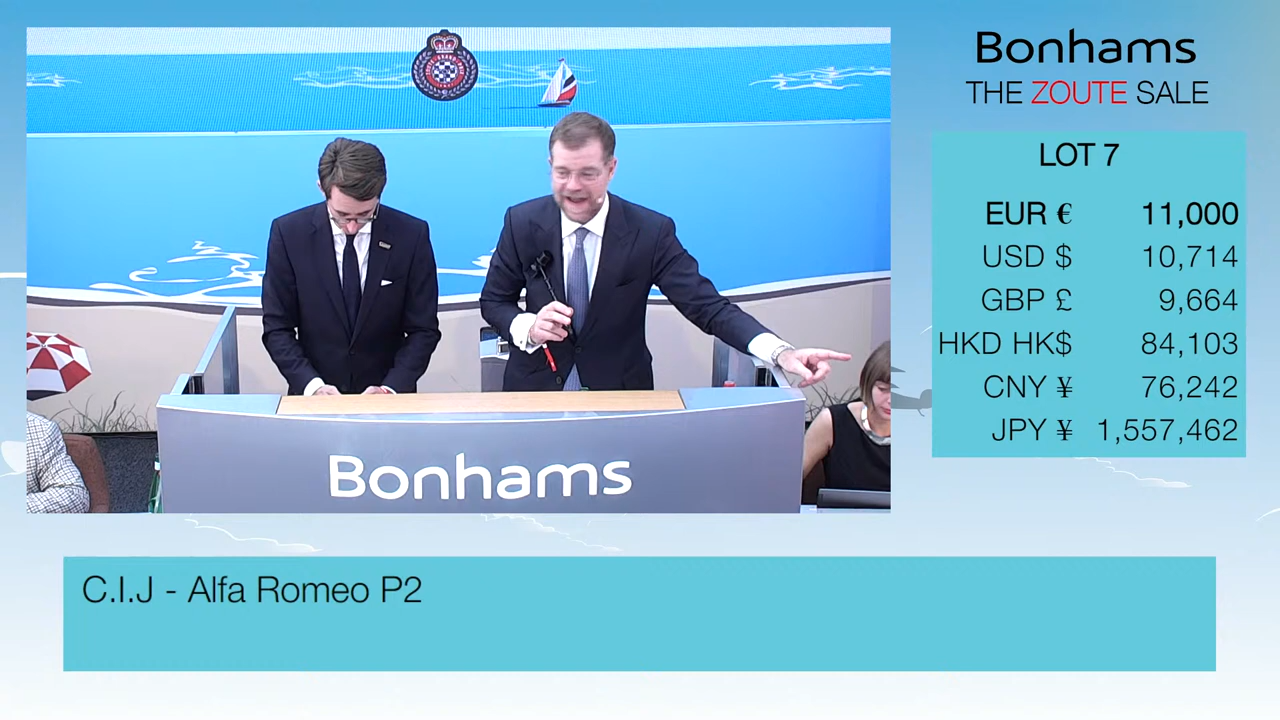 Bonhams
THE ZOUTE SALE
LOT 7
EUR € 11,000
USD $ 10,714
GBP £ 9,664
HKD HK$ 84,103
CNY ¥ 76,242
JPY ¥ 1,557,462
Bonhams
C.I.J - Alfa Romeo P2